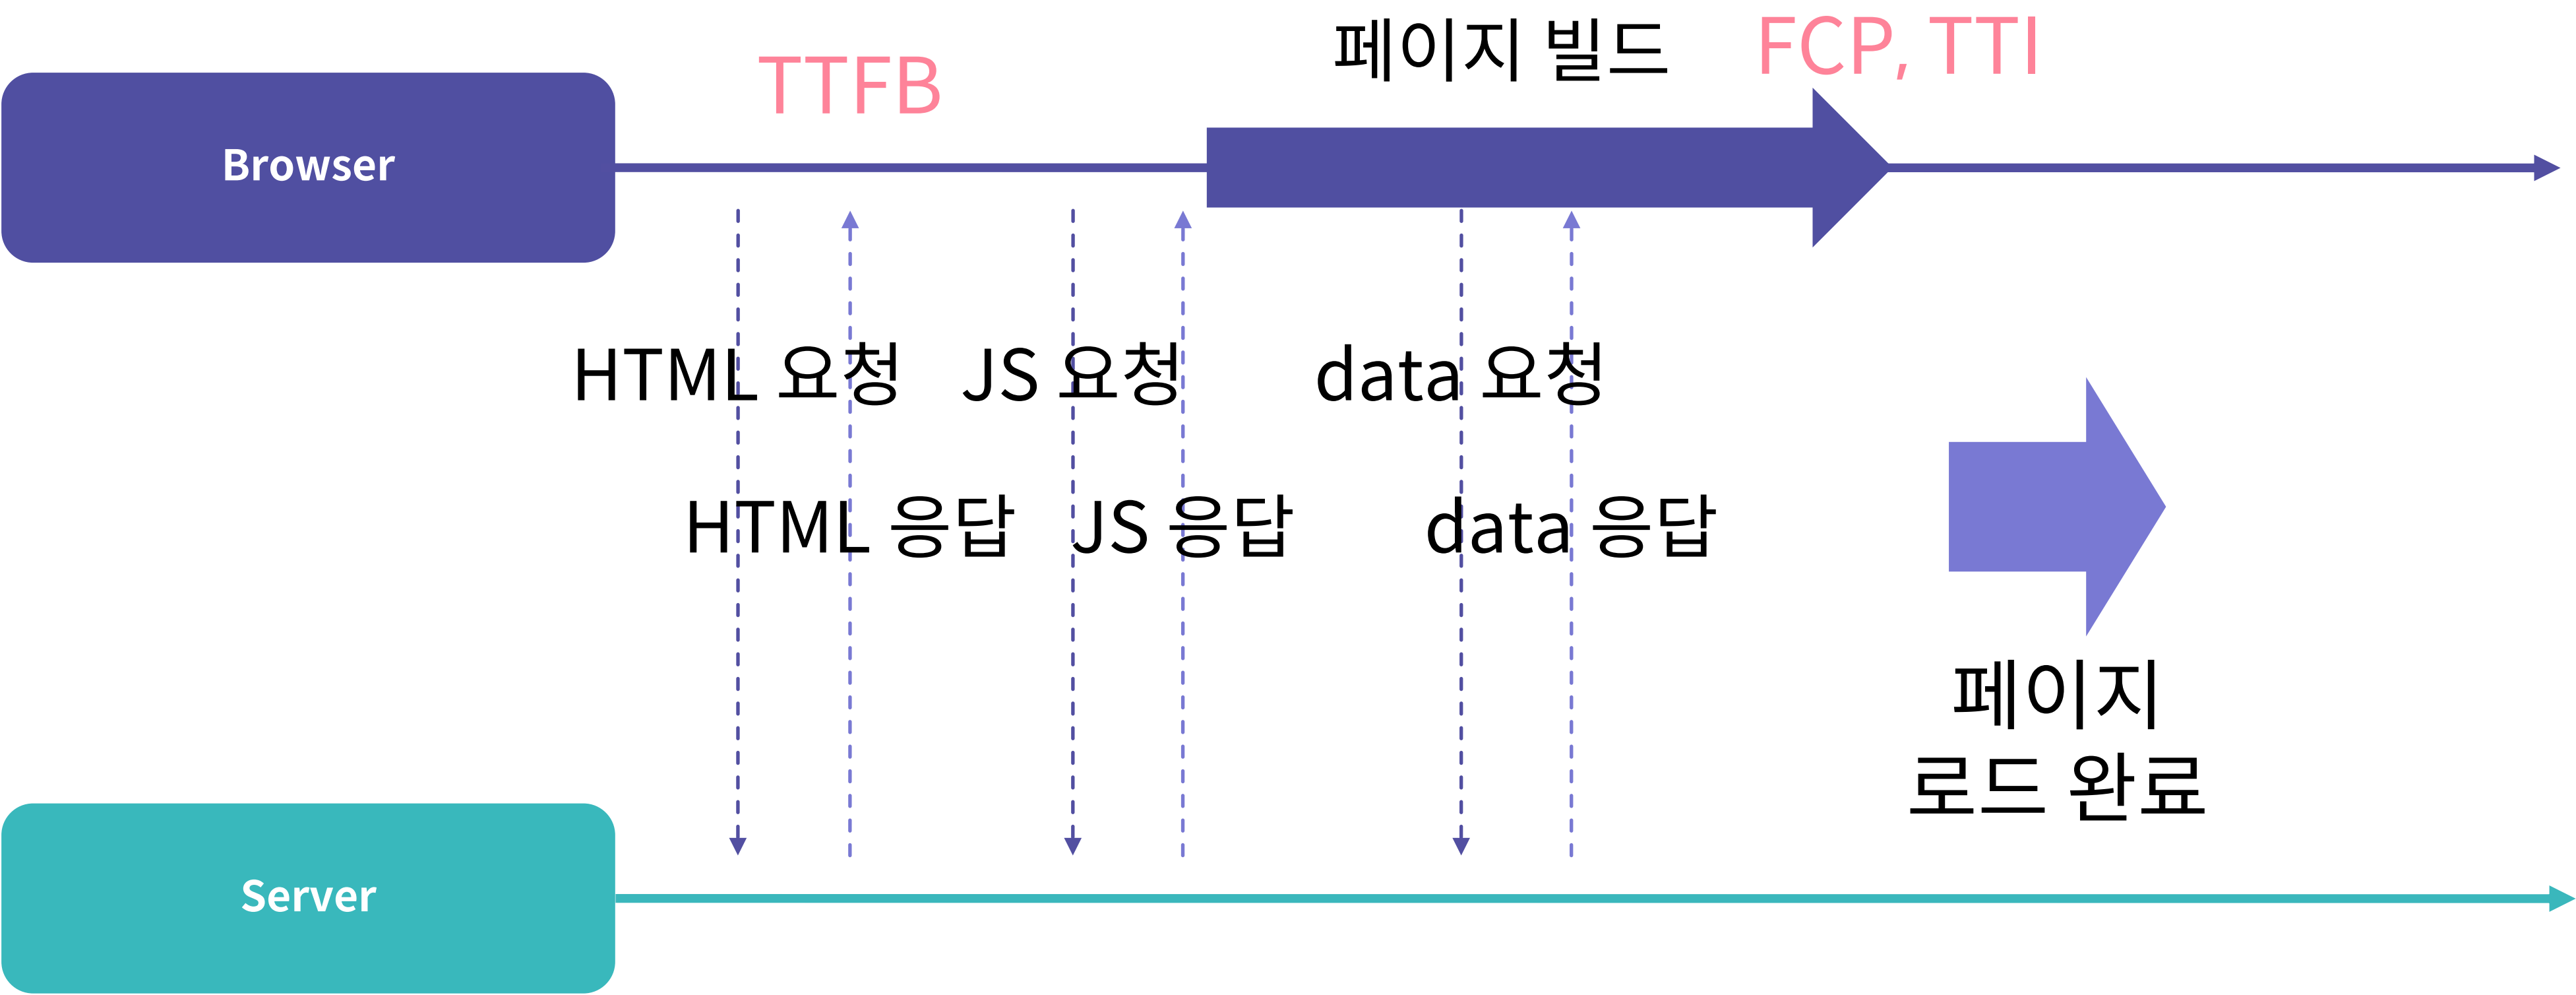 페이지 빌드
FCP, TTI
TTFB
Browser
HTML 요청
JS 요청
data 요청
HTML 응답
JS 응답
data 응답
페이지
로드 완료
Server